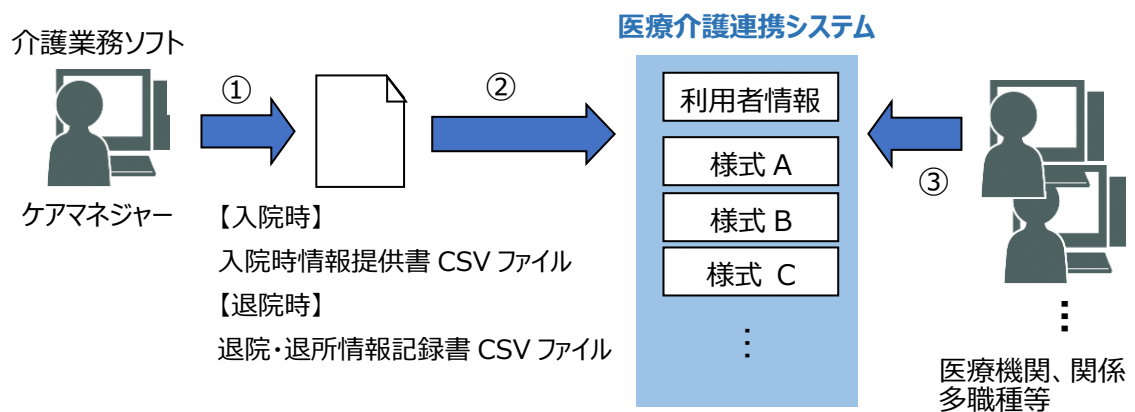 医療介護連携システム
介護業務ソフト
①
②
利用者情報
様式 A
様式 B
様式 C
⋮
③
ケアマネジャー
【入院時】
入院時情報提供書 CSV ファイル
【退院時】
退院・退所情報記録書 CSV ファイル
⋮
医療機関、関係
多職種等